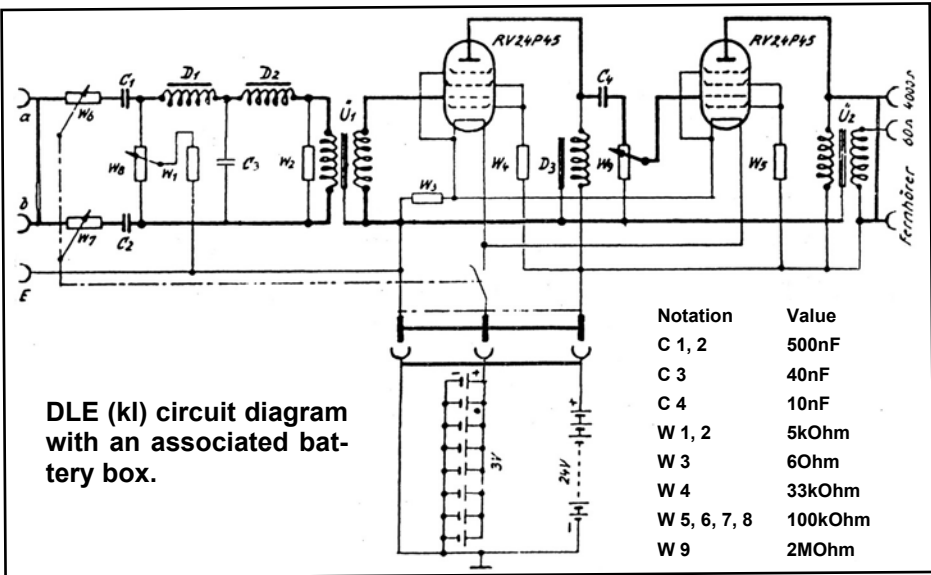 RV24P45
RV24P45
C1
D1
D2
Ü1
C4
Ü2
a
W6
W8
W1
C3
W2
W4
D3
W9
W5
W3
b
W7
C2
E
4000Ω
60Ω
Fernhörer
Notation Value
C 1, 2 500nF
C 3 40nF
C 4 10nF
W 1, 2 5kOhm
W 3 6Ohm
W 4 33kOhm
W 5, 6, 7, 8 100kOhm
W 9 2MOhm
DLE (kl) circuit diagram
with an associated bat-
tery box.
- +
3V
+
24V
-